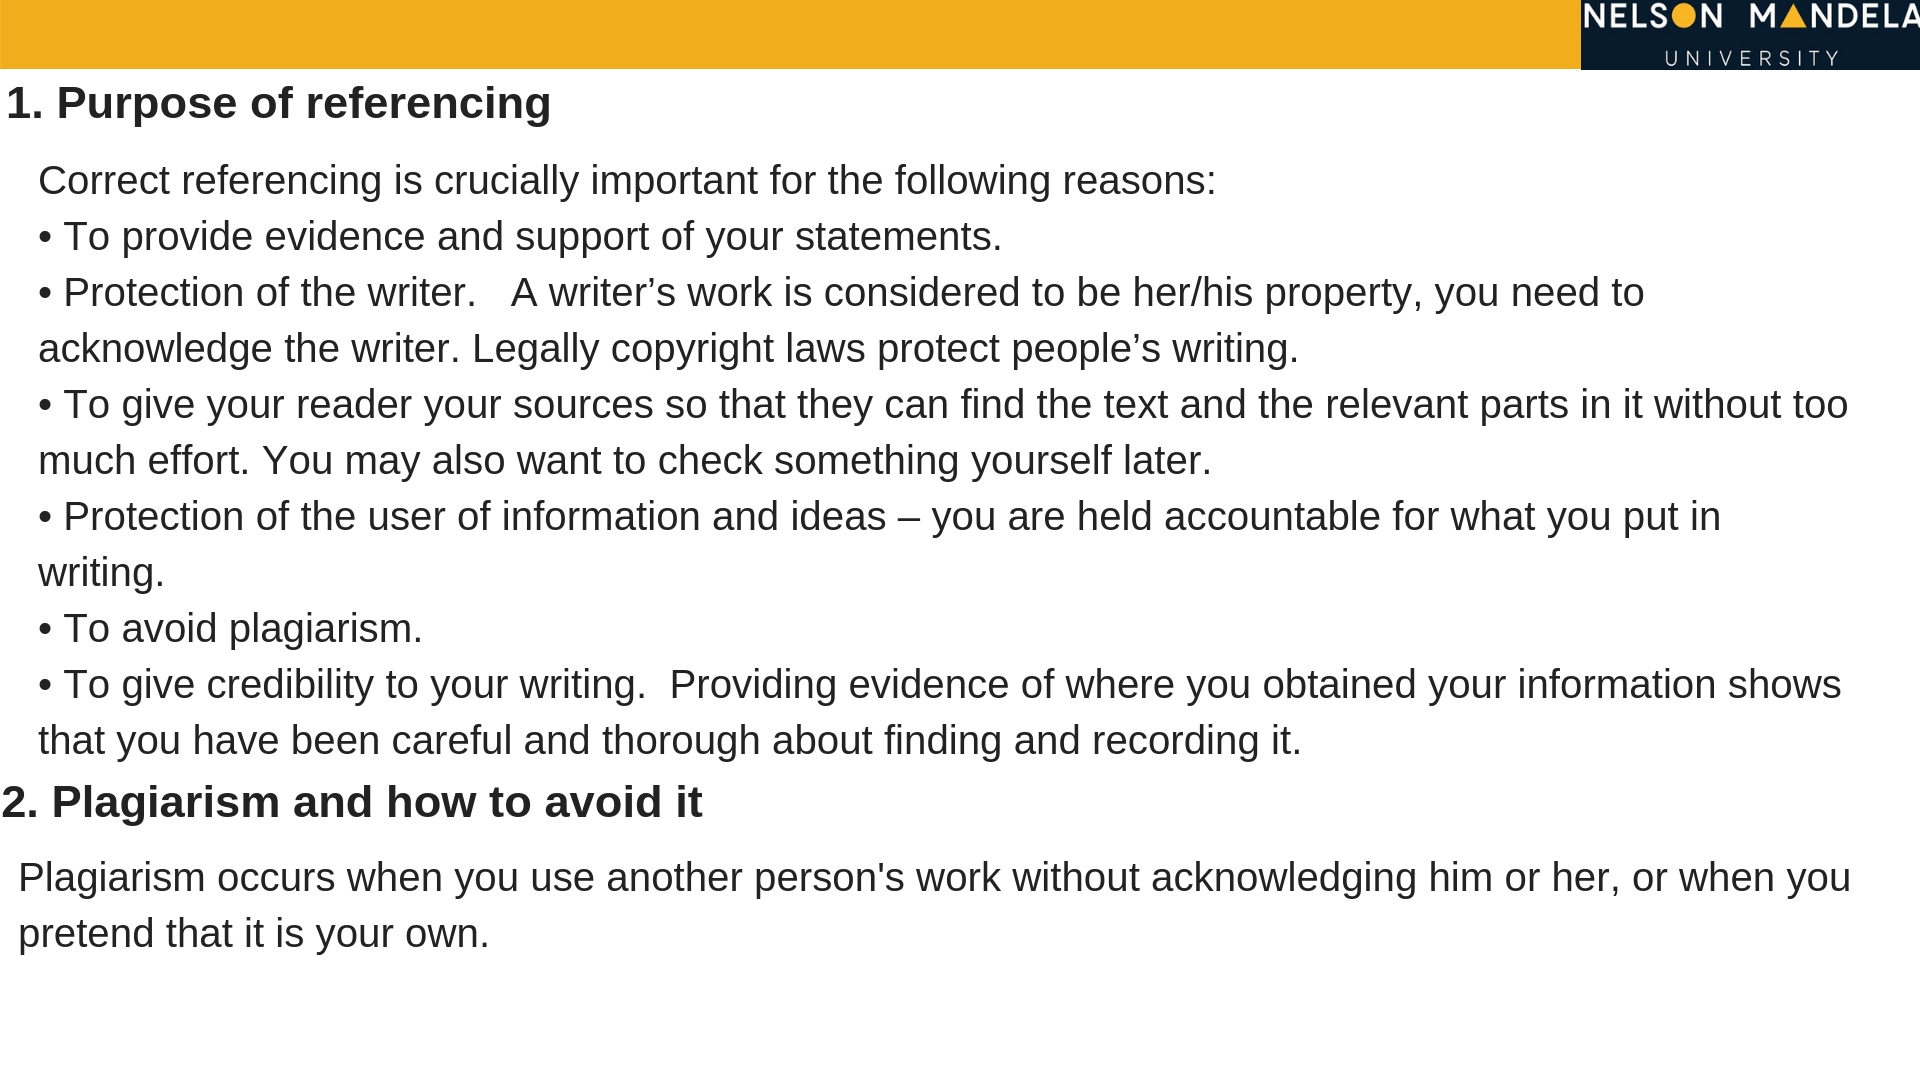 NELSON MANDELA
UNIVERSITY
1. Purpose of referencing
Correct referencing is crucially important for the following reasons:
• To provide evidence and support of your statements.
• Protection of the writer.   A writer’s work is considered to be her/his property, you need to
acknowledge the writer. Legally copyright laws protect people’s writing.
• To give your reader your sources so that they can find the text and the relevant parts in it without too
much effort. You may also want to check something yourself later.
• Protection of the user of information and ideas – you are held accountable for what you put in
writing.
• To avoid plagiarism.
• To give credibility to your writing.  Providing evidence of where you obtained your information shows
that you have been careful and thorough about finding and recording it.
2. Plagiarism and how to avoid it
Plagiarism occurs when you use another person's work without acknowledging him or her, or when you
pretend that it is your own.